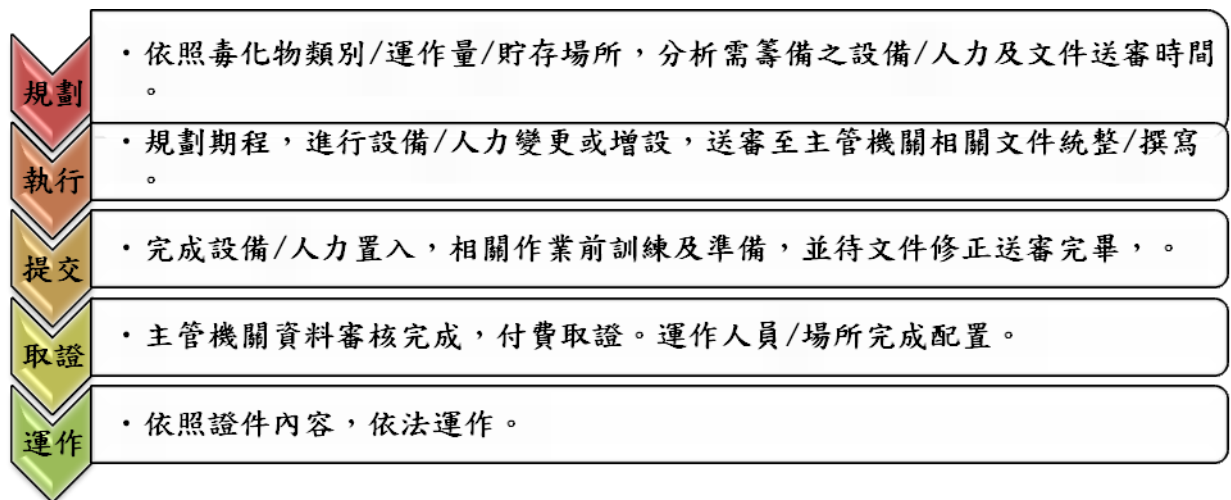 規劃
・依照毒化物類別/運作量/貯存場所，分析需籌備之設備/人力及文件送審時間
。
執行
・規劃期程，進行設備/人力變更或增設，送審至主管機關相關文件統整/撰寫
。
提交
・完成設備/人力置入，相關作業前訓練及準備，並待文件修正送審完畢，。
取證
・主管機關資料審核完成，付費取證。運作人員/場所完成配置。
運作
・依照證件內容，依法運作。